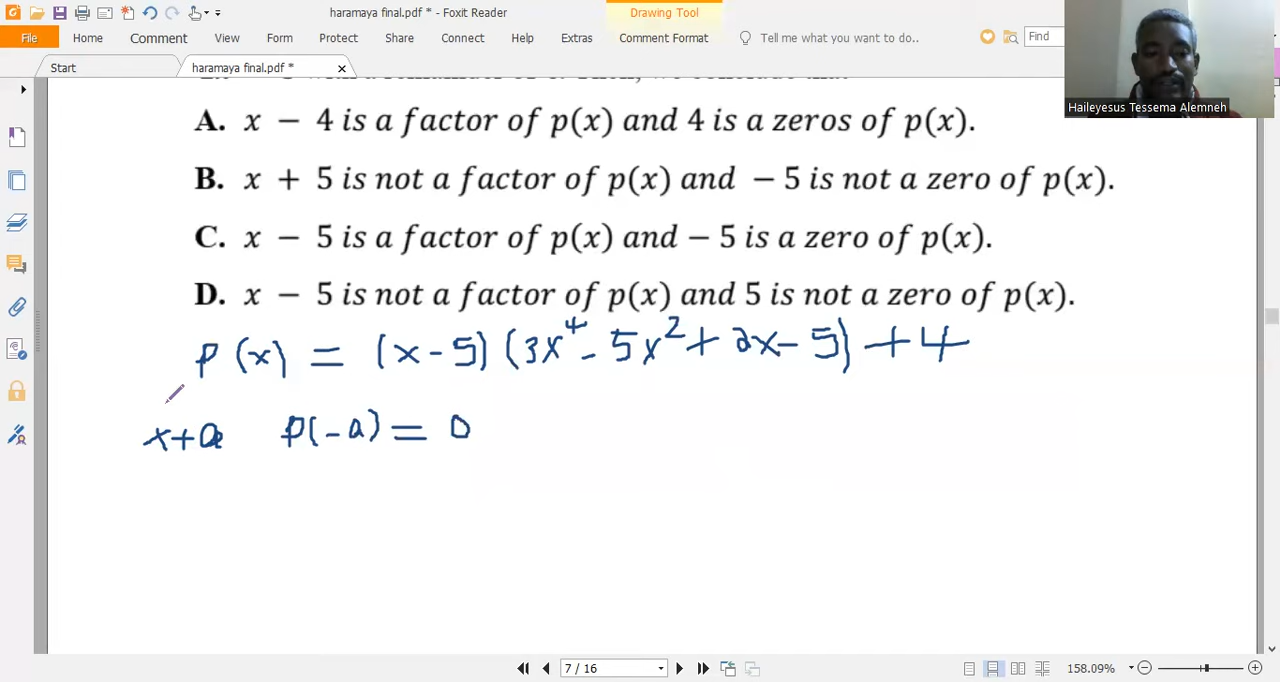 haramaya final.pdf * - Foxit Reader
Drawing Tool
File Home Comment View Form Protect Share Connect Help Extras Comment Format Tell me what you want to do.. Find
Start haramaya final.pdf *
Haileyesus Tessema Alemneh
A. x − 4 is a factor of p(x) and 4 is a zeros of p(x).
B. x + 5 is not a factor of p(x) and − 5 is not a zero of p(x).
C. x − 5 is a factor of p(x) and − 5 is a zero of p(x).
D. x − 5 is not a factor of p(x) and 5 is not a zero of p(x).
P(x) = (x-5)(3x⁴-5x²+2x-5)+4
x+a P(-a) = 0
7 / 16 158.09%